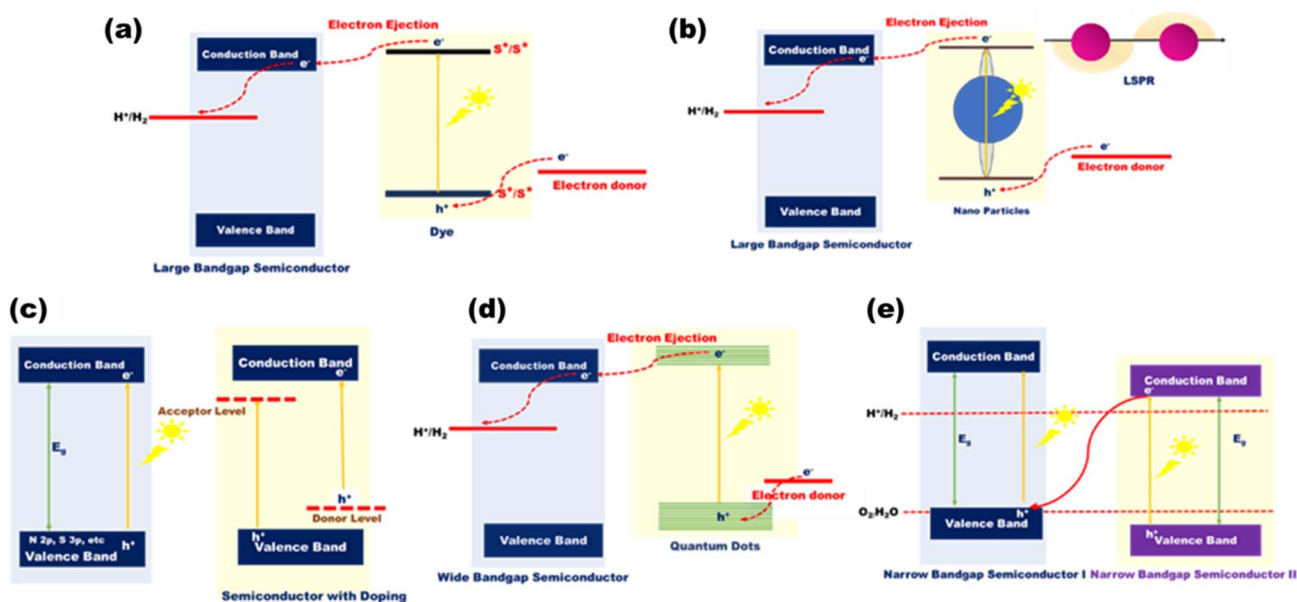 (a)
Electron Ejection
Conduction Band
e-
e-
S*/S*
H+/H2
e-
Electron donor
S*/S*
h+
Valence Band
Dye
Large Bandgap Semiconductor
(b)
Electron Ejection
Conduction Band
e-
e-
LSPR
H+/H2
e-
Electron donor
h+
Valence Band
Nano Particles
Large Bandgap Semiconductor
(c)
Conduction Band
e-
Conduction Band
e-
Acceptor Level
Eg
h+
Donor Level
N 2p, S 3p, etc
Valence Band
h+
Valence Band
h+
Semiconductor with Doping
(d)
Electron Ejection
Conduction Band
e-
e-
H+/H2
e-
Electron donor
h+
Valence Band
Quantum Dots
Wide Bandgap Semiconductor
(e)
Conduction Band
Conduction Band
e-
H+/H2
Eg
Eg
O2/H2O
h+
Valence Band
h+
Valence Band
Narrow Bandgap Semiconductor I
Narrow Bandgap Semiconductor II